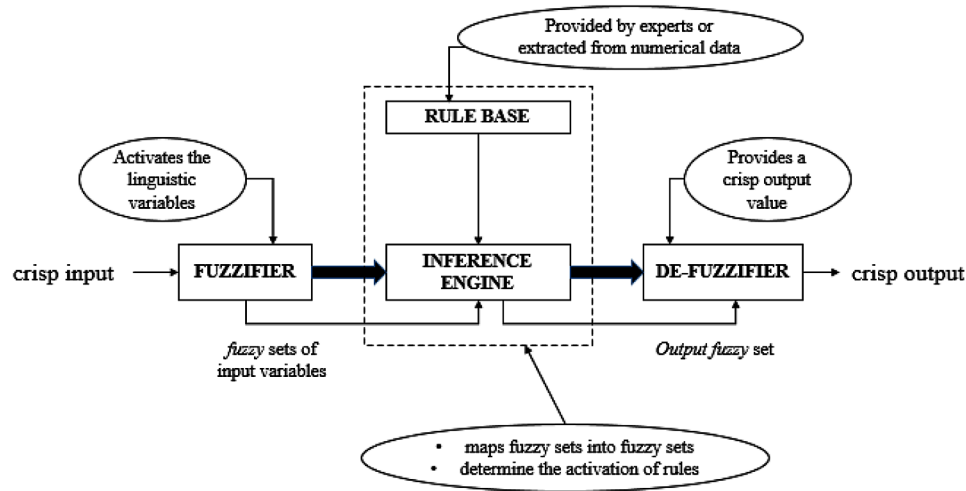 Provided by experts or
extracted from numerical data
RULE BASE
Activates the
linguistic
variables
Provides a
crisp output
value
crisp input
FUZZIFIER
INFERENCE
ENGINE
DE-FUZZIFIER
crisp output
fuzzy sets of
input variables
Output fuzzy set
• maps fuzzy sets into fuzzy sets
• determine the activation of rules